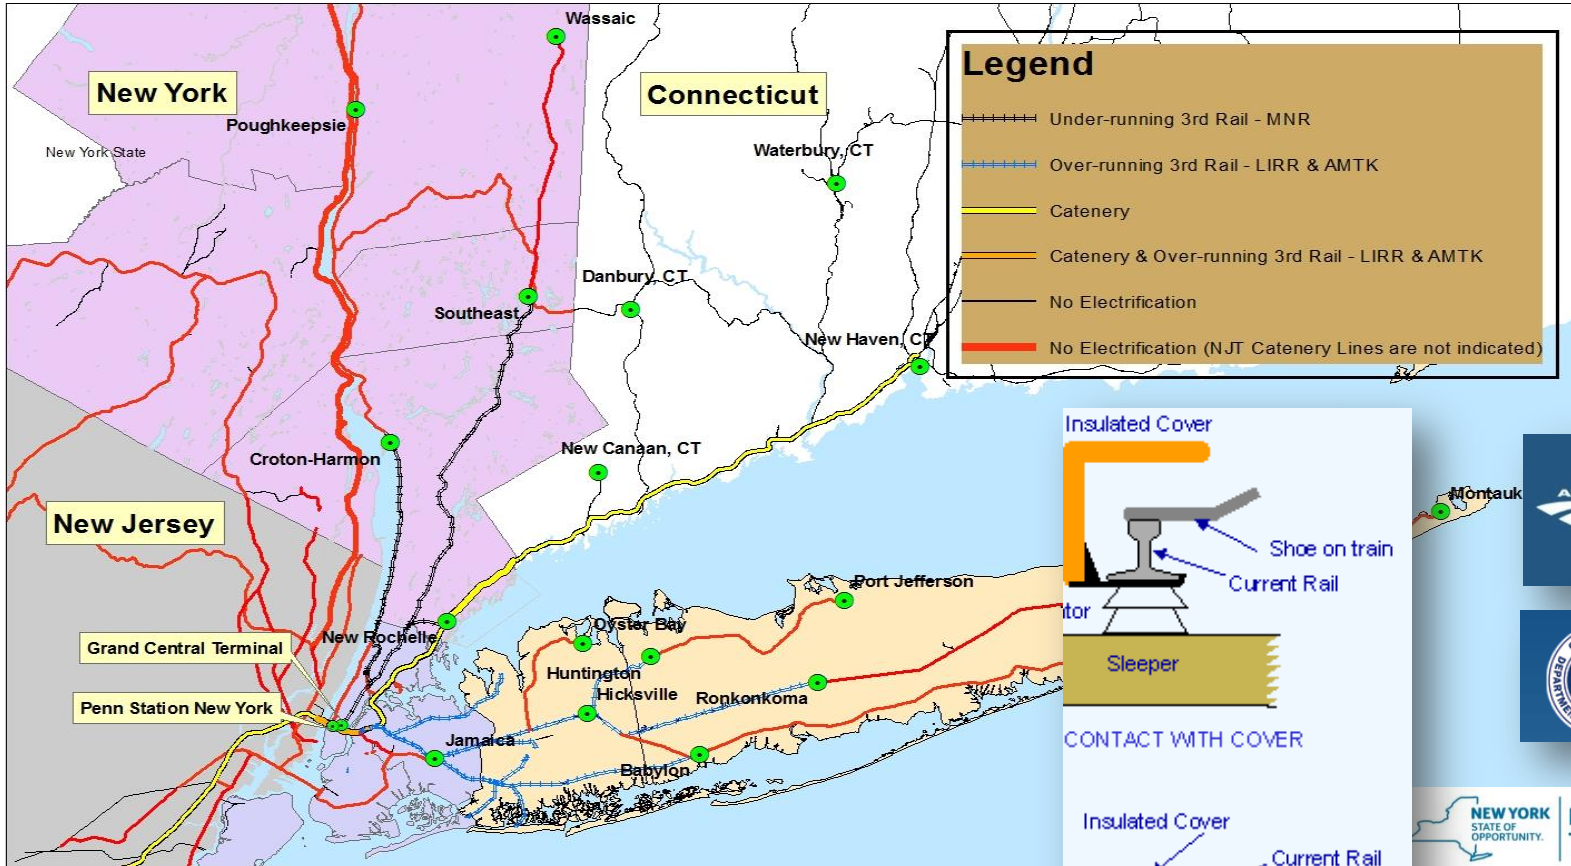 Wassaic
New York
Connecticut
Poughkeepsie
New York State
Waterbury, CT
Danbury, CT
Southeast
New Haven, CT
New Canaan, CT
Croton-Harmon
New Jersey
Port Jefferson
Oyster Bay
New Rochelle
Grand Central Terminal
Huntington
Hicksville
Ronkonkoma
Penn Station New York
Jamaica
Babylon
Montauk
Legend
Under-running 3rd Rail - MNR
Over-running 3rd Rail - LIRR & AMTK
Catenery
Catenery & Over-running 3rd Rail - LIRR & AMTK
No Electrification
No Electrification (NJT Catenery Lines are not indicated)
Insulated Cover
Shoe on train
Current Rail
tor
Sleeper
CONTACT WITH COVER
Insulated Cover
Current Rail
A
DEPARTMEN
NEW YORK
STATE OF
OPPORTUNITY.